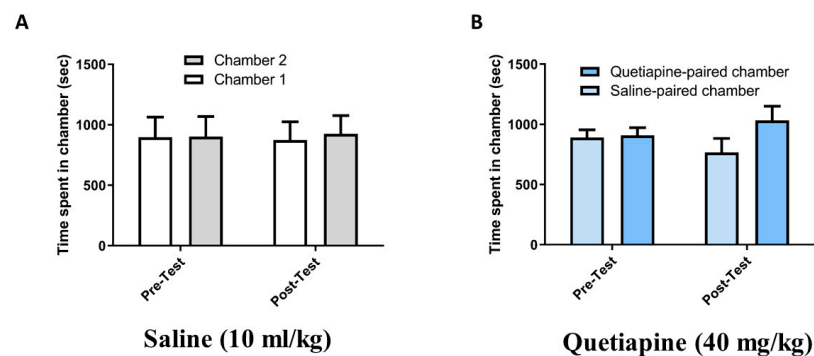 A
Time spent in chamber (sec)
1500
1000
500
0
Chamber 2
Chamber 1
Pre-Test
Post-Test
Saline (10 ml/kg)
B
Time spent in chamber (sec)
1500
1000
500
0
Quetiapine-paired chamber
Saline-paired chamber
Pre-Test
Post-Test
Quetiapine (40 mg/kg)